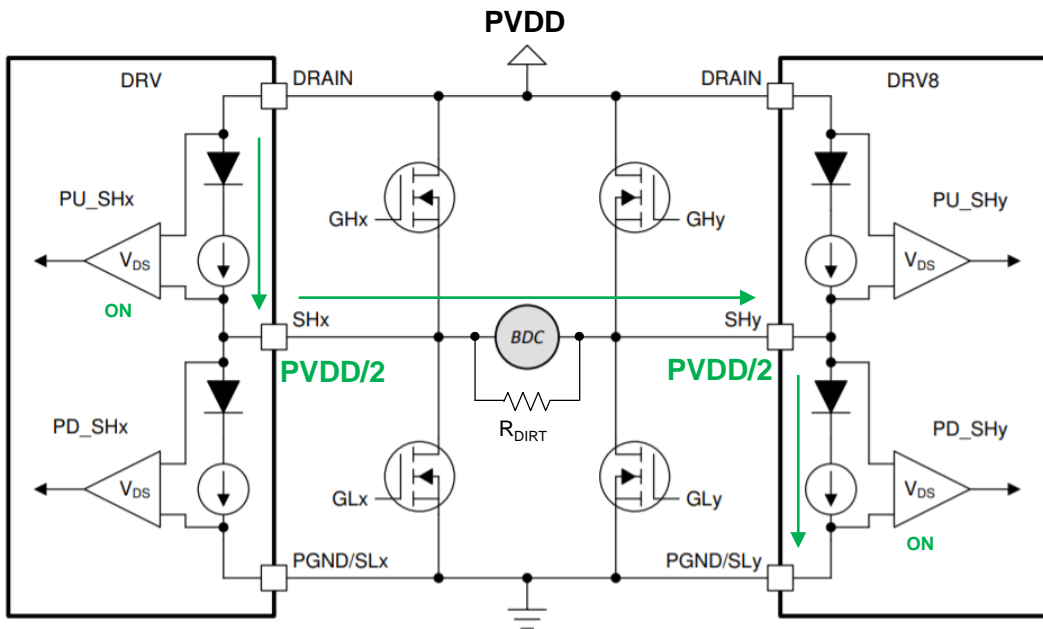 PVDD
DRV
DRAIN
DRAIN
DRV8
PU_SHx
GHx
GHy
PU_SHy
VDS
VDS
ON
SHx
BDC
SHy
PVDD/2
PVDD/2
RDIRT
PD_SHx
PD_SHy
VDS
GLx
GLy
VDS
ON
PGND/SLx
PGND/SLy